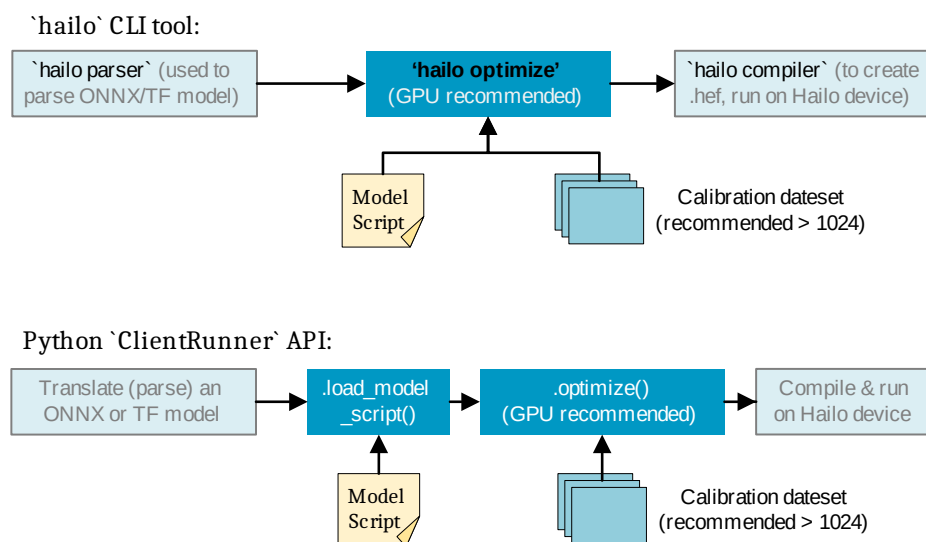 `hailo` CLI tool:
`hailo parser` (used to
parse ONNX/TF model)
‘hailo optimize’
(GPU recommended)
`hailo compiler` (to create
.hef, run on Hailo device)
Model
Script
Calibration dateset
(recommended > 1024)
Python `ClientRunner` API:
Translate (parse) an
ONNX or TF model
.load_model
_script()
.optimize()
(GPU recommended)
Compile & run
on Hailo device
Model
Script
Calibration dateset
(recommended > 1024)